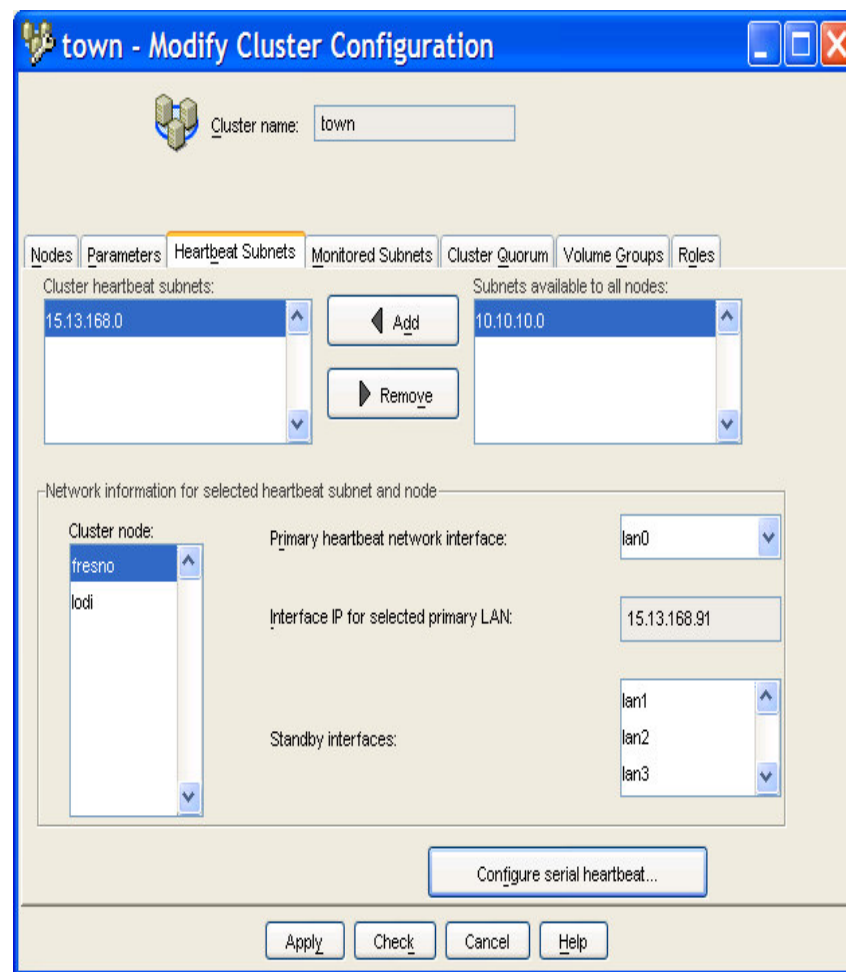 town - Modify Cluster Configuration
Cluster name: town
Nodes Parameters Heartbeat Subnets Monitored Subnets Cluster Quorum Volume Groups Roles
Cluster heartbeat subnets: Subnets available to all nodes:
15.13.168.0 Add 10.10.10.0
Remove
Network information for selected heartbeat subnet and node
Cluster node: Primary heartbeat network interface: lan0
fresno
lodi Interface IP for selected primary LAN: 15.13.168.91
lan1
Standby interfaces: lan2
lan3
Configure serial heartbeat...
Apply Check Cancel Help